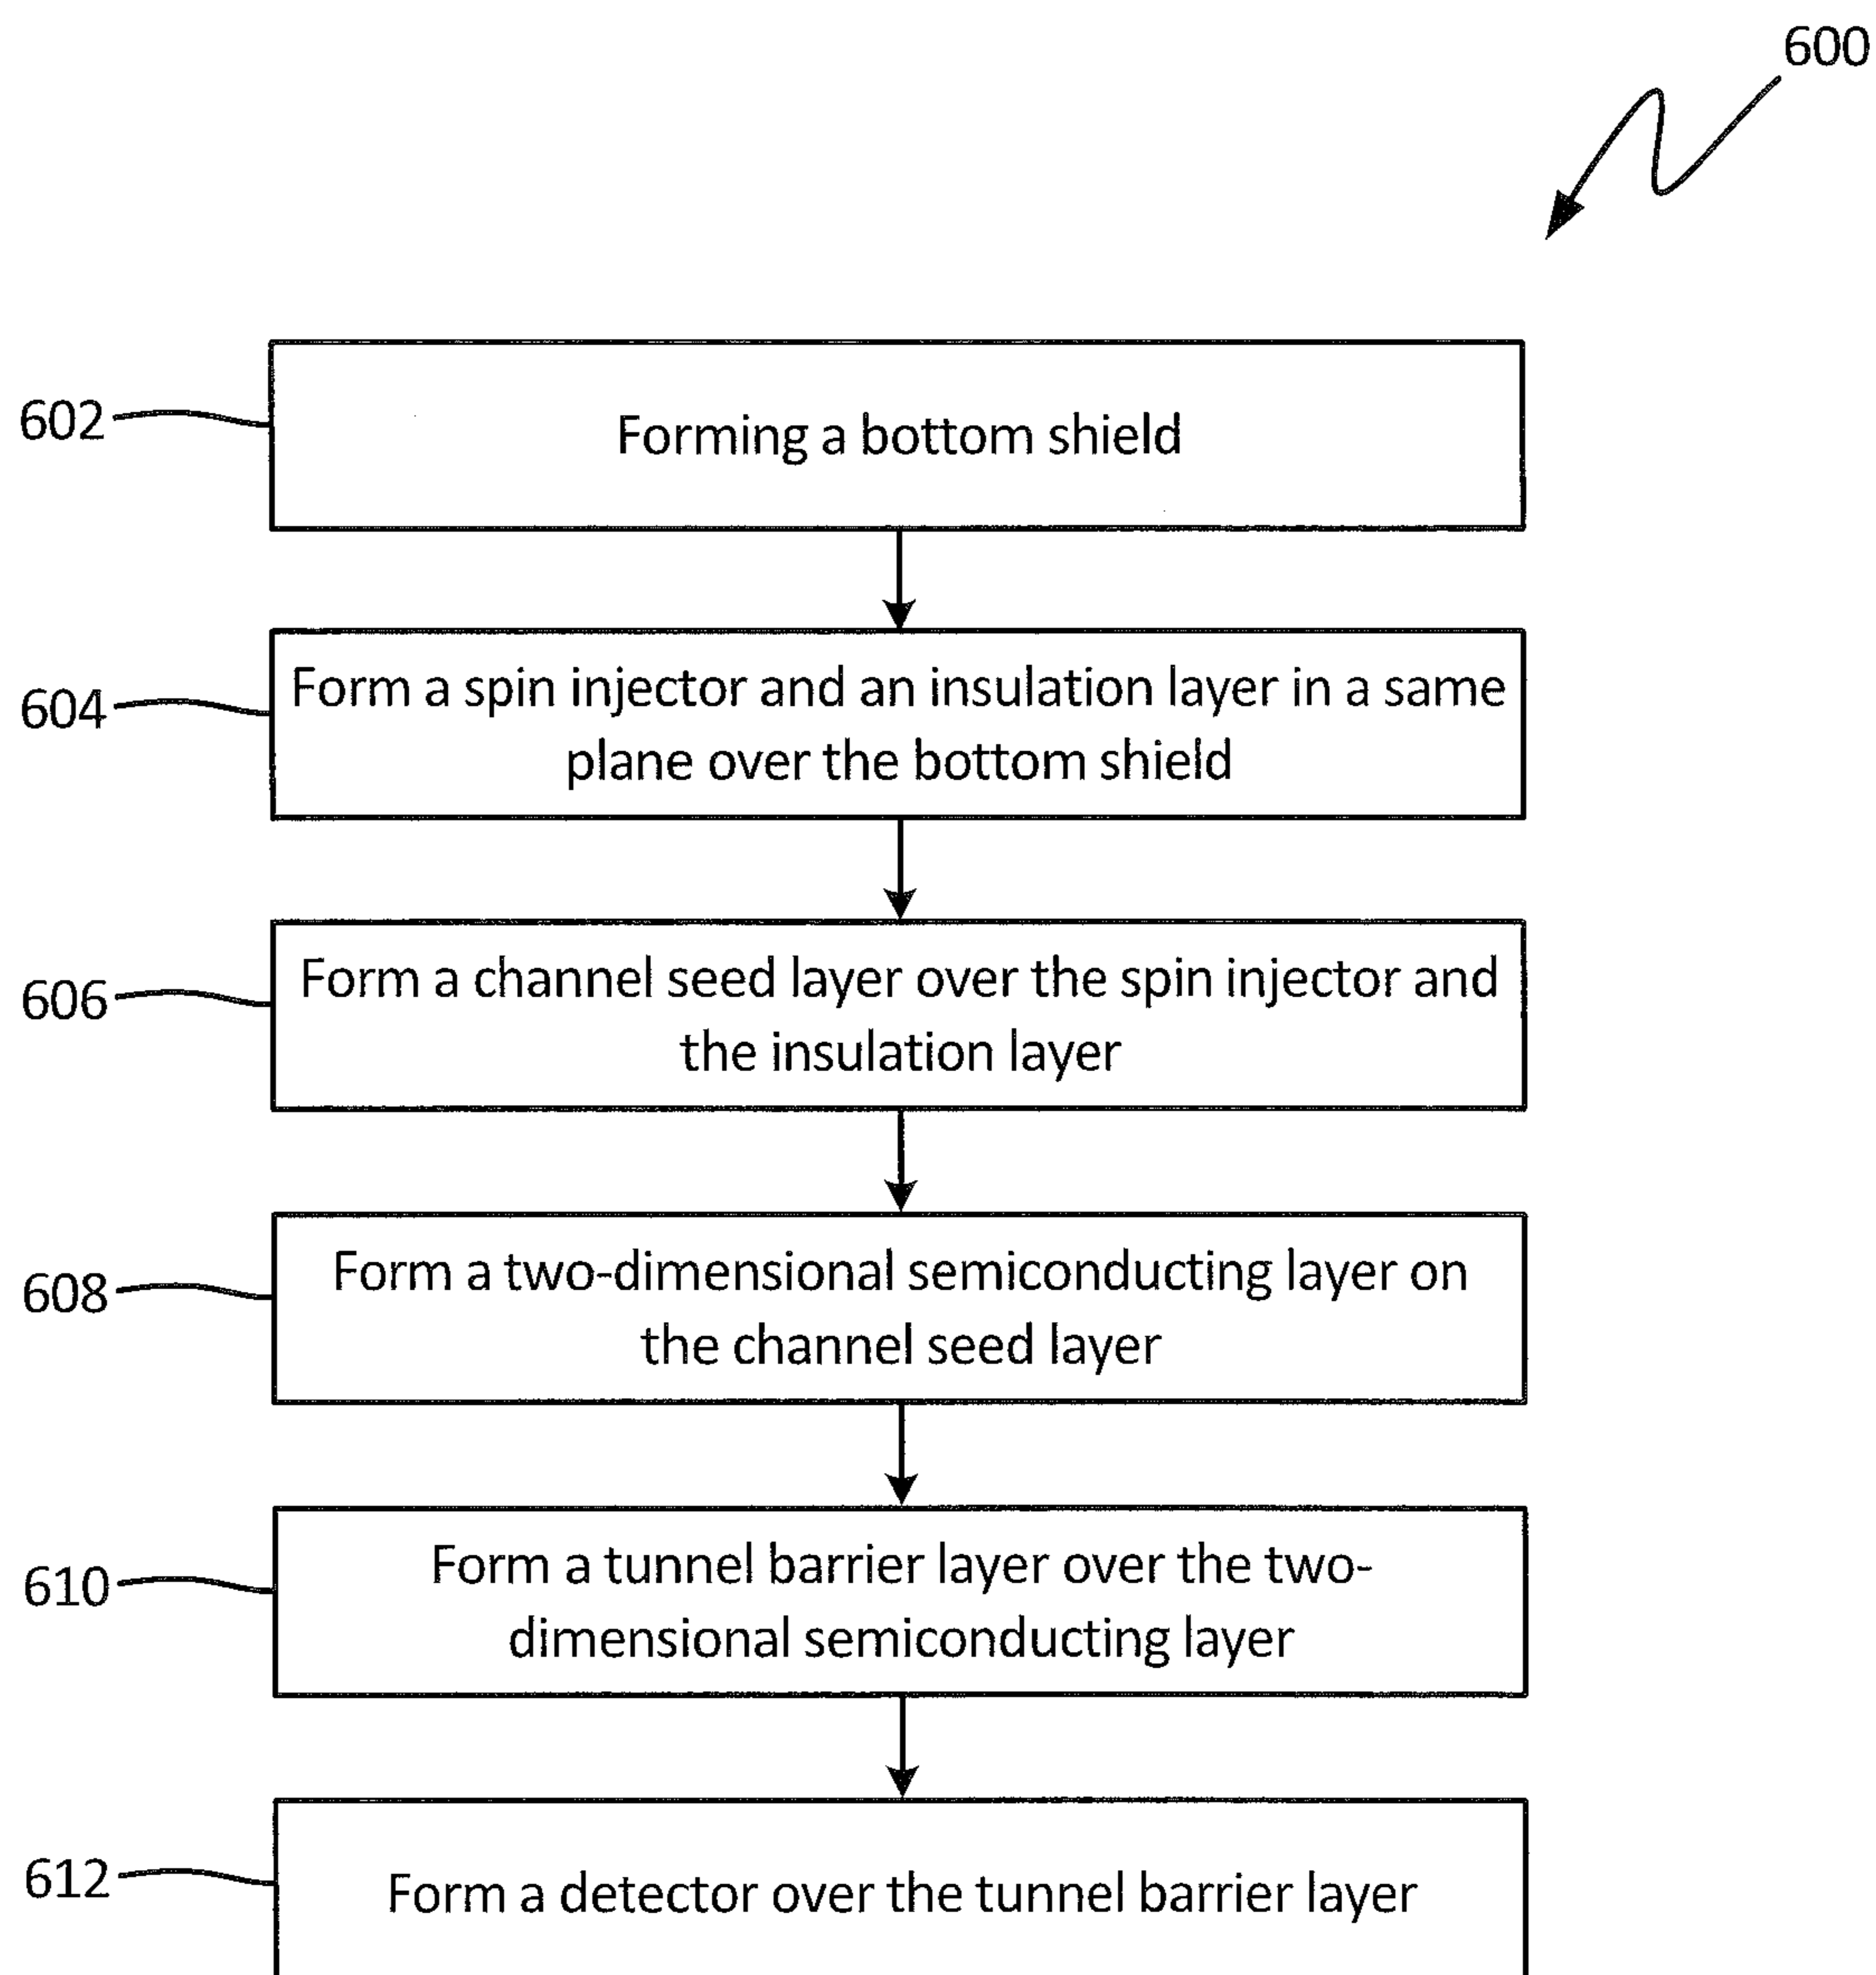 600
602
Forming a bottom shield
604
Form a spin injector and an insulation layer in a same
plane over the bottom shield
606
Form a channel seed layer over the spin injector and
the insulation layer
608
Form a two-dimensional semiconducting layer on
the channel seed layer
610
Form a tunnel barrier layer over the two-
dimensional semiconducting layer
612
Form a detector over the tunnel barrier layer